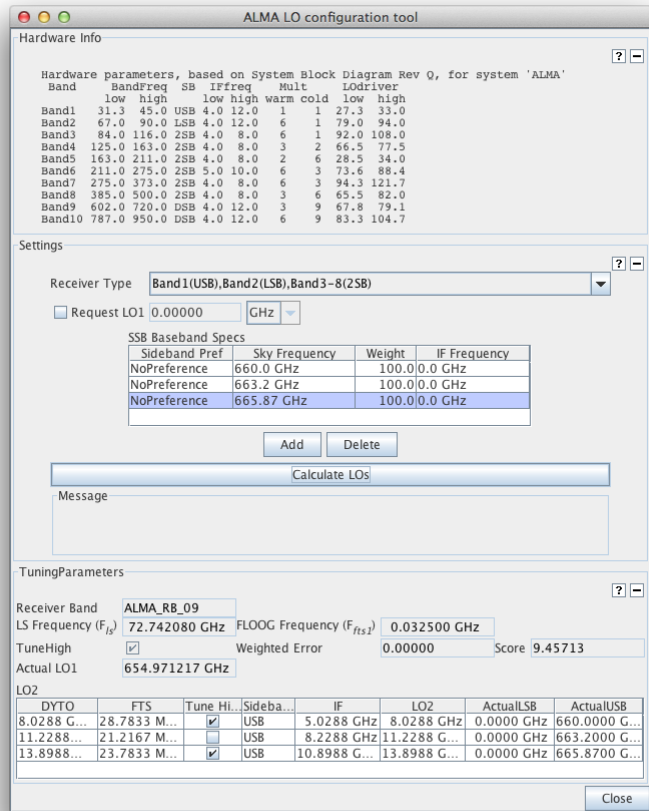 ALMA LO configuration tool
Hardware Info
? −
Hardware parameters, based on System Block Diagram Rev Q, for system 'ALMA'
Band BandFreq SB IFfreq Mult LOdriver
low high low high warm cold low high
Band1 31.3 45.0 USB 4.0 12.0 1 1 27.3 33.0
Band2 67.0 90.0 LSB 4.0 12.0 6 1 79.0 94.0
Band3 84.0 116.0 2SB 4.0 8.0 6 1 92.0 108.0
Band4 125.0 163.0 2SB 4.0 8.0 3 2 66.5 77.5
Band5 163.0 211.0 2SB 4.0 8.0 2 6 28.5 34.0
Band6 211.0 275.0 2SB 5.0 10.0 6 3 73.6 88.4
Band7 275.0 373.0 2SB 4.0 8.0 6 3 94.3 121.7
Band8 385.0 500.0 2SB 4.0 8.0 3 6 65.5 82.0
Band9 602.0 720.0 DSB 4.0 12.0 3 9 67.8 79.1
Band10 787.0 950.0 DSB 4.0 12.0 6 9 83.3 104.7
Settings
? −
Receiver Type Band1(USB),Band2(LSB),Band3-8(2SB)
Request LO1 0.00000 GHz
SSB Baseband Specs
Sideband Pref Sky Frequency Weight IF Frequency
NoPreference 660.0 GHz 100.0 0.0 GHz
NoPreference 663.2 GHz 100.0 0.0 GHz
NoPreference 665.87 GHz 100.0 0.0 GHz
Add Delete
Calculate LOs
Message
TuningParameters
? −
Receiver Band ALMA_RB_09
LS Frequency (Fls) 72.742080 GHz FLOOG Frequency (Ffts1) 0.032500 GHz
TuneHigh Weighted Error 0.00000 Score 9.45713
Actual LO1 654.971217 GHz
LO2
DYTO FTS Tune Hi... Sideba... IF LO2 ActualLSB ActualUSB
8.0288 G... 28.7833 M... USB 5.0288 GHz 8.0288 G... 0.0000 GHz 660.0000 G...
11.2288... 21.2167 M... USB 8.2288 GHz 11.2288 G... 0.0000 GHz 663.2000 G...
13.8988... 23.7833 M... USB 10.8988 G... 13.8988 G... 0.0000 GHz 665.8700 G...
Close